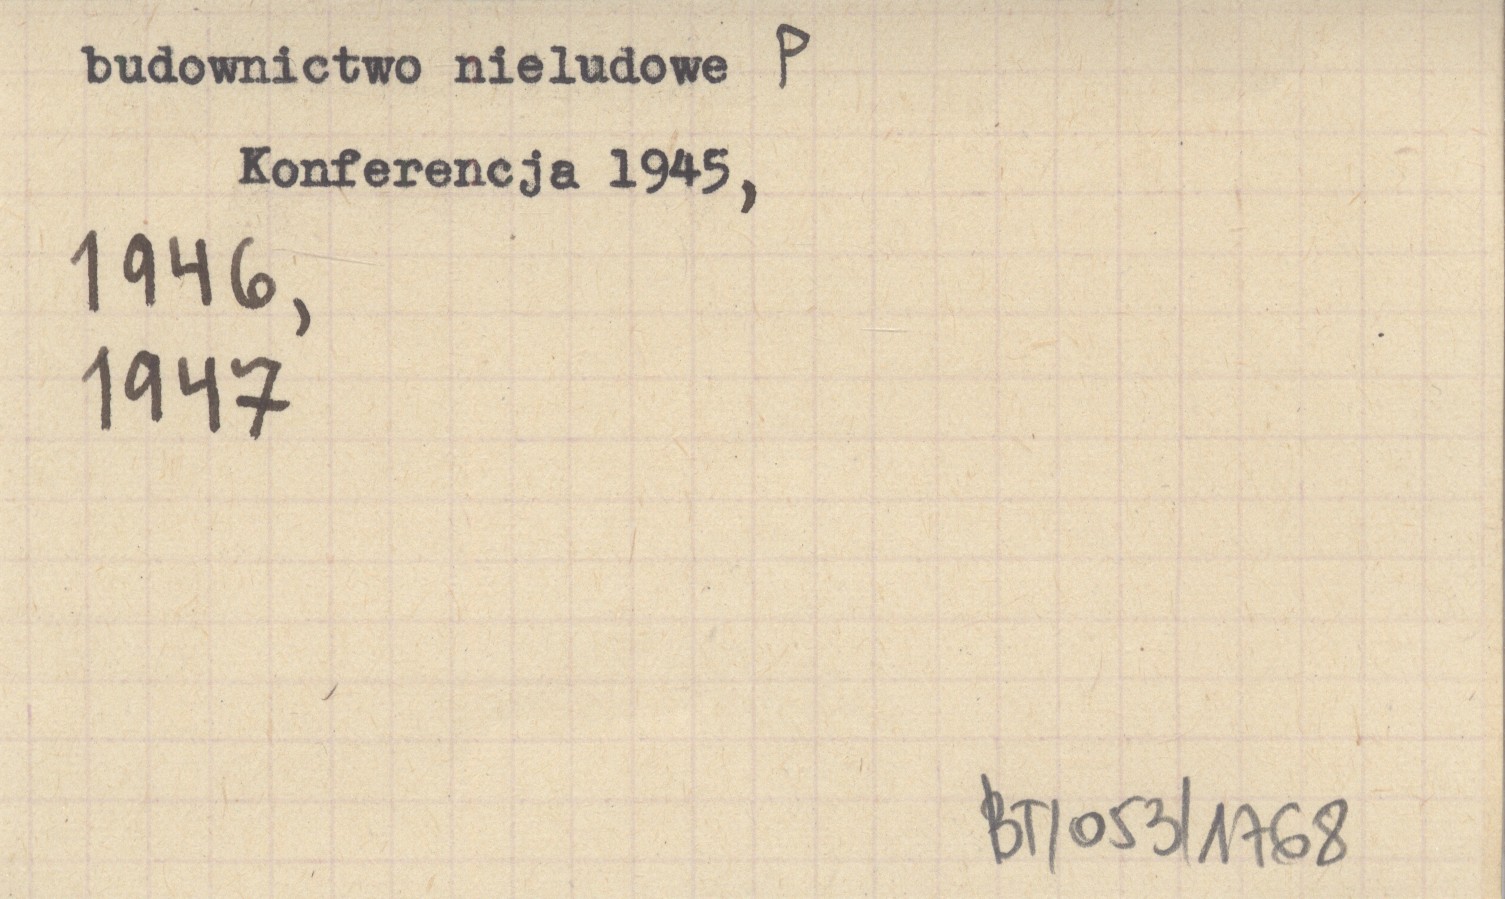 budownictwo nieludowe P
Konferencja 1945,
1946,
1947
BT/053/1768